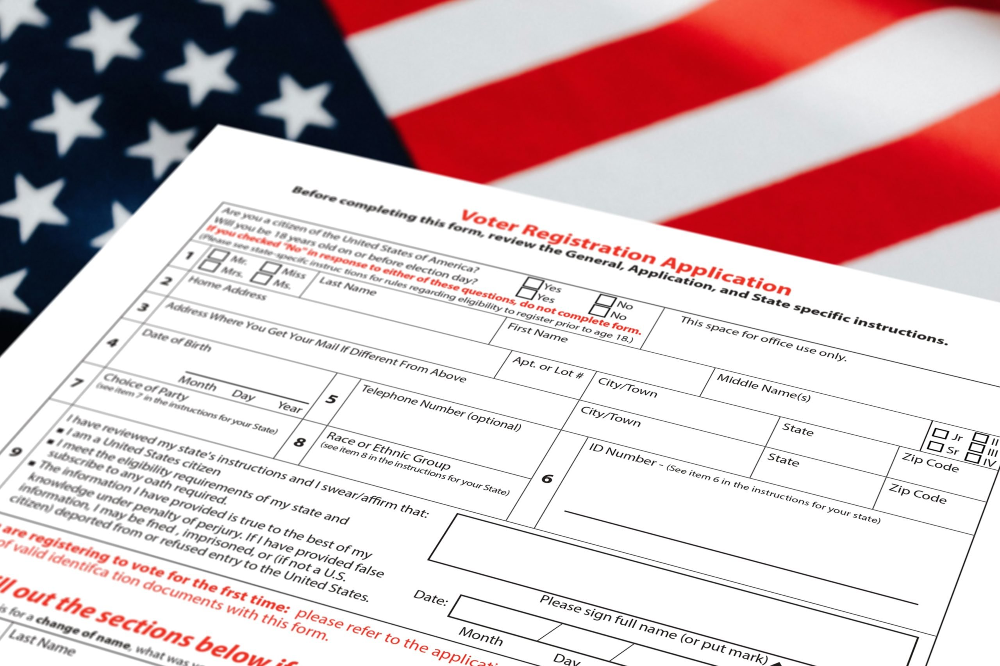 Voter Registration Application
Before completing this form, review the General, Application, and State specific instructions.
Are you a citizen of the United States of America?
Yes
No
Will you be 18 years old on or before election day?
Yes
No
If you checked "No" in response to either of these questions, do not complete form.
(Please see state-specifc instruc tions for rules regarding eligibility to register prior to age 18.)
This space for office use only.
1
Mr.
Miss
Mrs.
Ms.
Last Name
First Name
Middle Name(s)
Jr
II
Sr
III
IV
2
Home Address
Apt. or Lot #
City/Town
State
Zip Code
3
Address Where You Get Your Mail If Different From Above
City/Town
State
Zip Code
4
Date of Birth
Month Day Year
5
Telephone Number (optional)
6
ID Number - (See item 6 in the instructions for your state)
7
Choice of Party
(see item 7 in the instructions for your State)
8
Race or Ethnic Group
(see item 8 in the instructions for your State)
9
I have reviewed my state's instructions and I swear/affirm that:
▪ I am a United States citizen
▪ I meet the eligibility requirements of my state and
subscribe to any oath required.
▪ The information I have provided is true to the best of my
knowledge under penalty of perjury. If I have provided false
information, I may be fned , imprisoned, or (if not a U.S.
citizen) deported from or refused entry to the United States.
Please sign full name (or put mark)
Date:
Month
Day
are registering to vote for the frst time: please refer to the applicati
of valid identifca tion documents with this form.
ll out the sections below if
is for a change of name, what was
Last Name